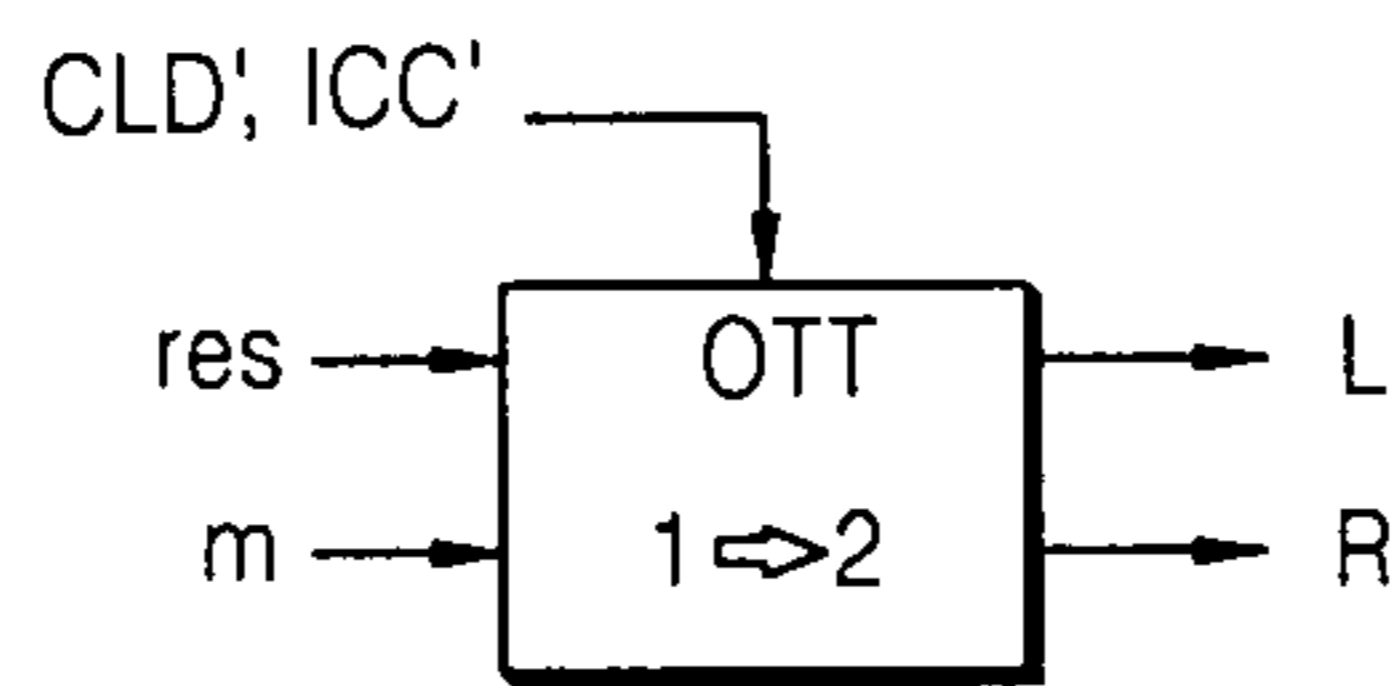 CLD', ICC'
res OTT L
m 1⇨2 R